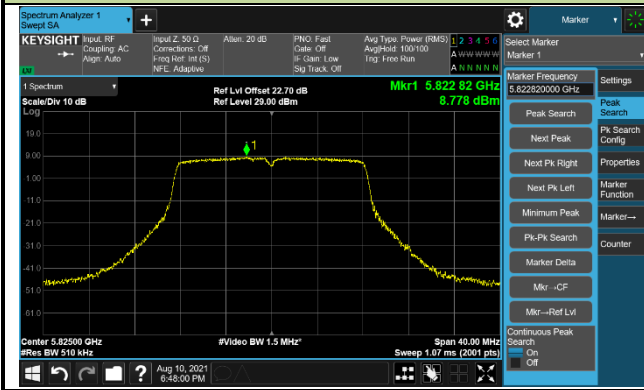 Spectrum Analyzer 1
Swept SA
+
Marker
KEYSIGHT
Input: RF
Coupling: AC
Align: Auto
Input Z: 50 Ω
Corrections: Off
Freq Ref: Int (S)
NFE: Adaptive
Atten: 20 dB
PNO: Fast
Gate: Off
IF Gain: Low
Sig Track: Off
Avg Type: Power (RMS)
Avg|Hold: 100/100
Trig: Free Run
1 2 3 4 5 6
A W W W W W
A N N N N N
LV
Select Marker
Marker 1
1 Spectrum
Scale/Div 10 dB
Log
Ref Lvl Offset 22.70 dB
Ref Level 29.00 dBm
Mkr1 5.822 82 GHz
8.778 dBm
19.0
9.00
1.00
-11.0
-21.0
-31.0
-41.0
-51.0
-61.0
1
Center 5.82500 GHz
#Res BW 510 kHz
#Video BW 1.5 MHz*
Span 40.00 MHz
Sweep 1.07 ms (2001 pts)
Marker Frequency
5.822820000 GHz
Peak Search
Next Peak
Next Pk Right
Next Pk Left
Minimum Peak
Pk-Pk Search
Marker Delta
Mkr→CF
Mkr→Ref Lvl
Continuous Peak
Search
On
Off
Settings
Peak
Search
Pk Search
Config
Properties
Marker
Function
Marker→
Counter
?
Aug 10, 2021
6:48:00 PM